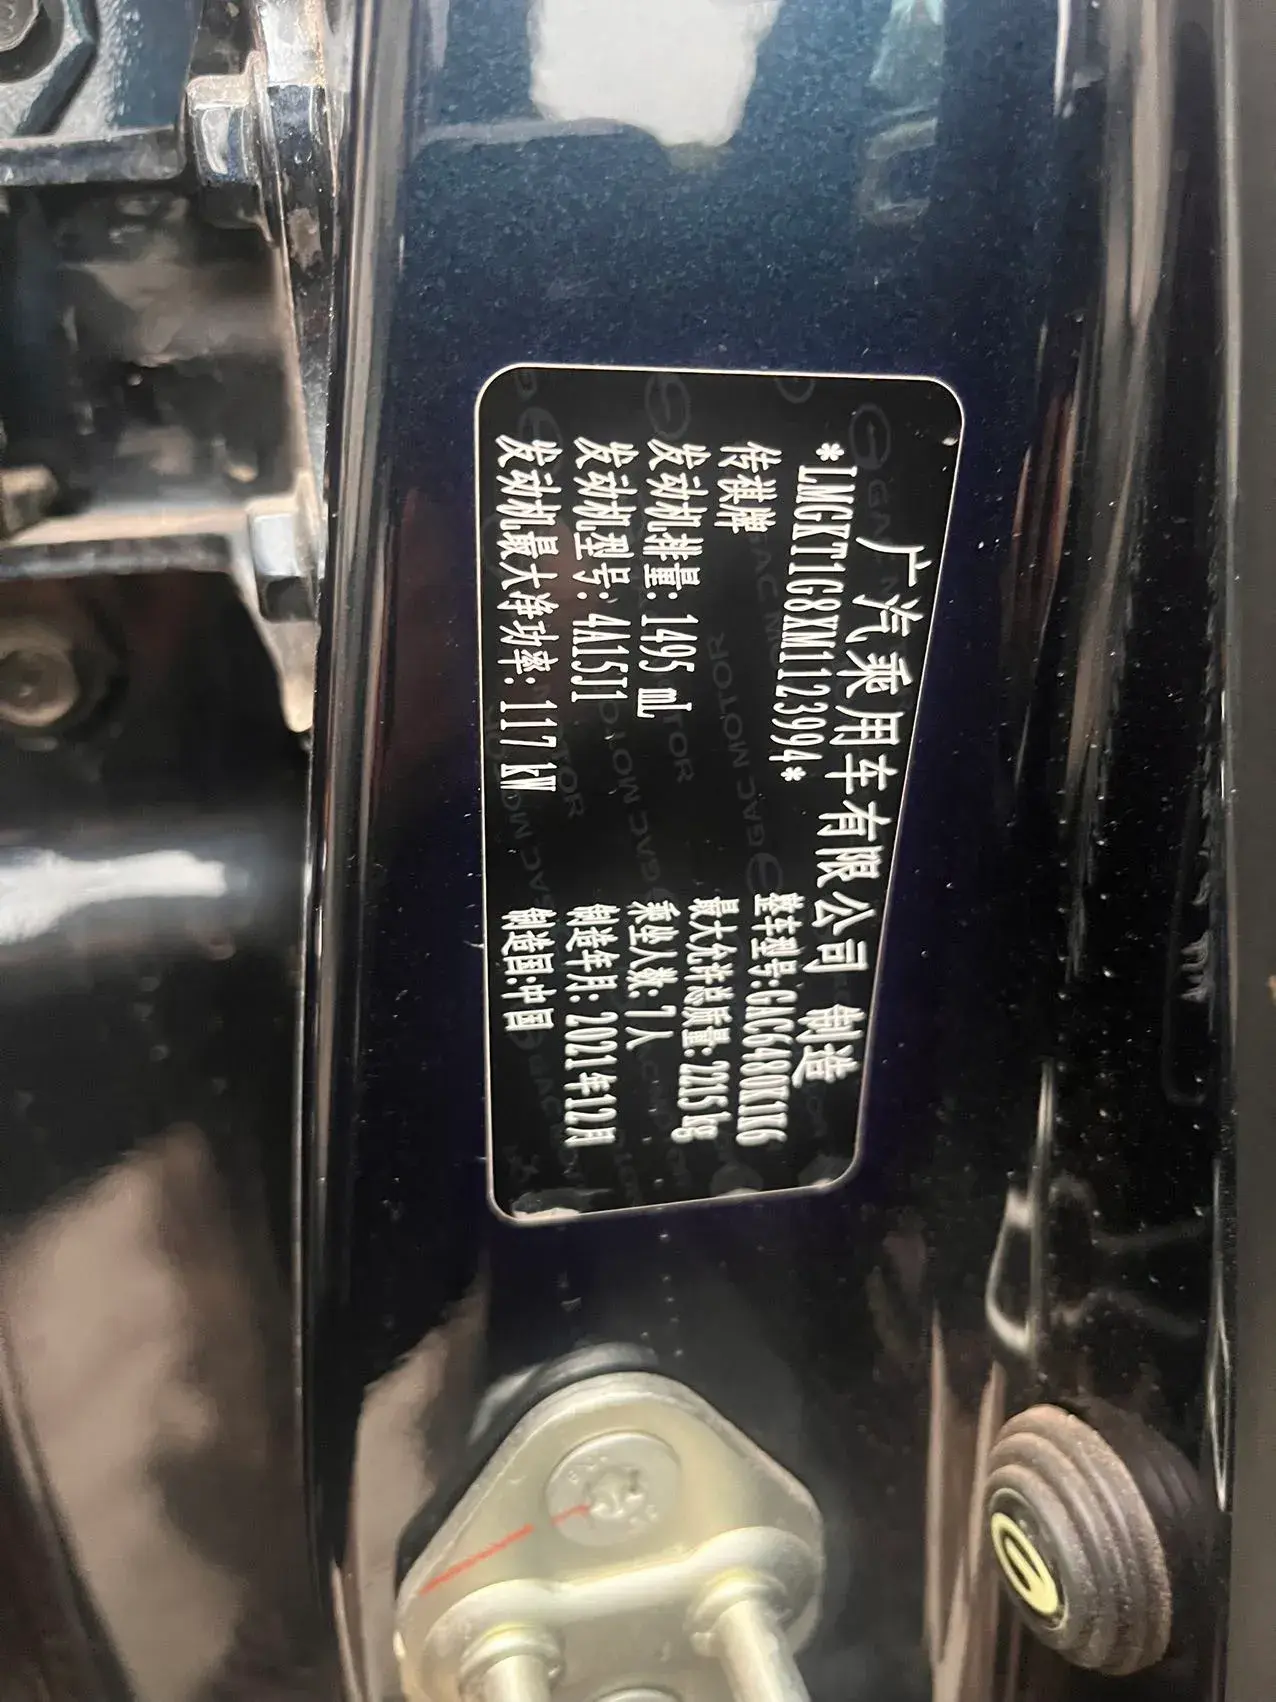 广汽乘用车有限公司 制造
*LMGKT1G8XM1123994*
传祺牌 整车型号:GAC6480K1K6
发动机排量: 1495 mL 最大允许总质量: 2215 kg
发动机型号: 4A15J1 乘坐人数: 7人
发动机最大净功率: 117 kW 制造年月: 2021年12月
制造国:中国
GAC MOTOR